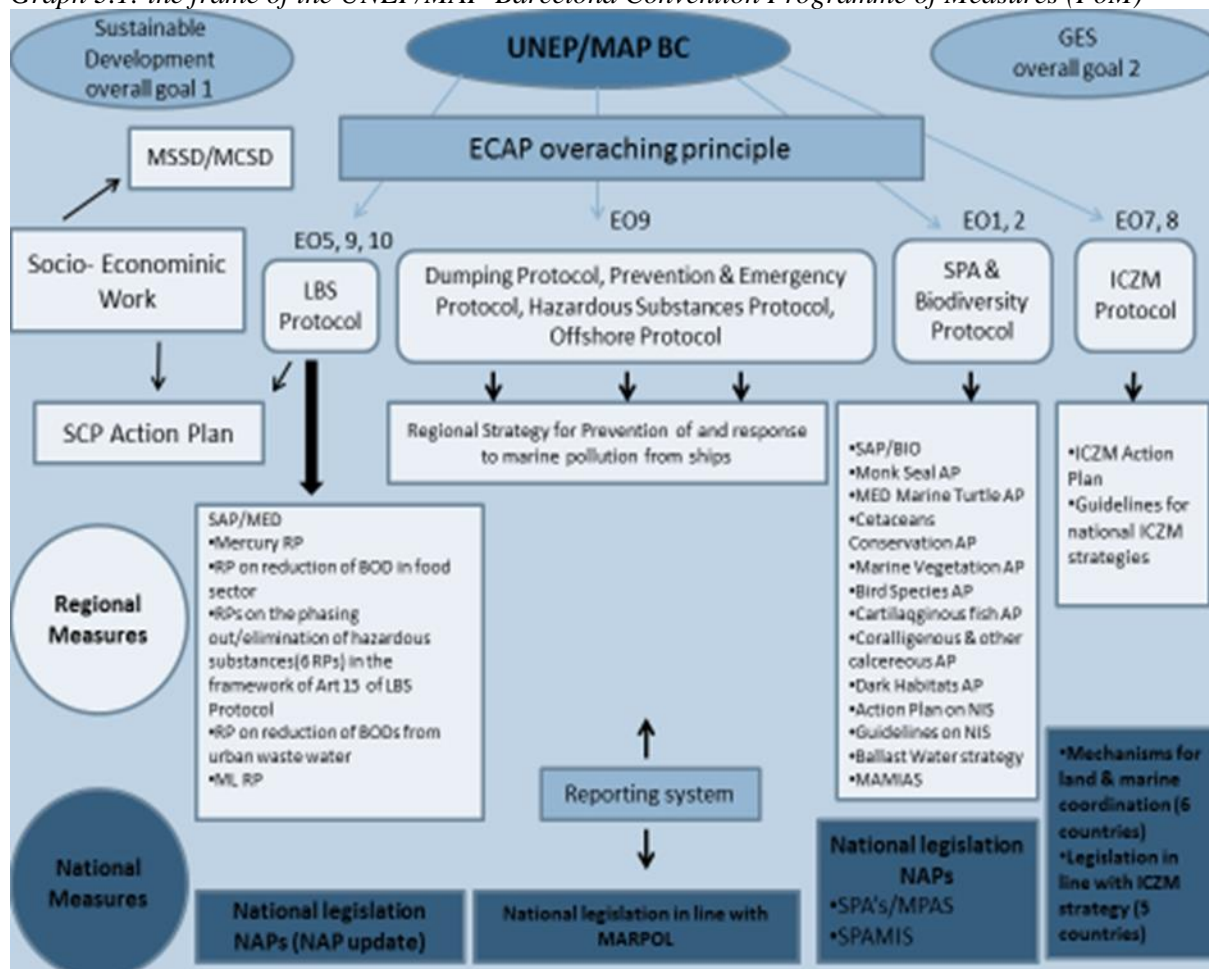 Graph 3.1: the frame of the UNEP/MAP Barcelona Convention Programme of Measures (PoM)
Sustainable
Development
overall goal 1
UNEP/MAP BC
GES
overall goal 2
ECAP overaching principle
MSSD/MCSD
Socio- Econominic
Work
SCP Action Plan
EO5, 9, 10
LBS
Protocol
EO9
Dumping Protocol, Prevention & Emergency
Protocol, Hazardous Substances Protocol,
Offshore Protocol
EO1, 2
SPA &
Biodiversity
Protocol
EO7, 8
ICZM
Protocol
Regional Strategy for Prevention of and response
to marine pollution from ships
Regional
Measures
SAP/MED
•Mercury RP
•RP on reduction of BOD in food
sector
•RPs on the phasing
out/elimination of hazardous
substances(6 RPs) in the
framework of Art 15 of LBS
Protocol
•RP on reduction of BODs from
urban waste water
•ML RP
•SAP/BIO
•Monk Seal AP
•MED Marine Turtle AP
•Cetaceans
Conservation AP
•Marine Vegetation AP
•Bird Species AP
•Cartilaqginous fish AP
•Coralligenous & other
calcereous AP
•Dark Habitats AP
•Action Plan on NIS
•Guidelines on NIS
•Ballast Water strategy
•MAMIAS
•ICZM Action
Plan
•Guidelines for
national ICZM
strategies
Reporting system
National
Measures
National legislation
NAPs (NAP update)
National legislation in line with
MARPOL
National legislation
NAPs
•SPA's/MPAS
•SPAMIS
•Mechanisms for
land & marine
coordination (6
countries)
•Legislation in
line with ICZM
strategy (5
countries)